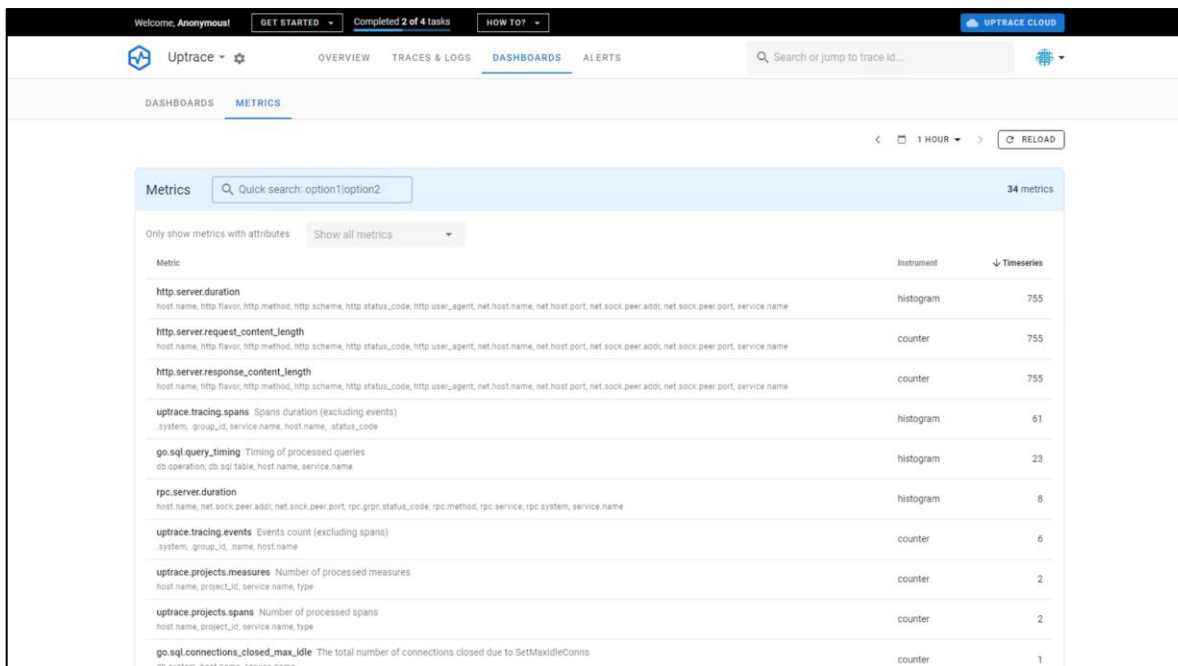 Welcome, Anonymous! GET STARTED Completed 2 of 4 tasks HOW TO? UPTRACE CLOUD
Uptrace OVERVIEW TRACES & LOGS DASHBOARDS ALERTS Search or jump to trace id...
DASHBOARDS METRICS
1 HOUR RELOAD
Metrics Quick search: option1|option2 34 metrics
Only show metrics with attributes Show all metrics
Metric Instrument Timeseries
http.server.duration
host.name, http.flavor, http.method, http.scheme, http.status_code, http.user_agent, net.host.name, net.host.port, net.sock.peer.addr, net.sock.peer.port, service.name
histogram 755
http.server.request_content_length
host.name, http.flavor, http.method, http.scheme, http.status_code, http.user_agent, net.host.name, net.host.port, net.sock.peer.addr, net.sock.peer.port, service.name
counter 755
http.server.response_content_length
host.name, http.flavor, http.method, http.scheme, http.status_code, http.user_agent, net.host.name, net.host.port, net.sock.peer.addr, net.sock.peer.port, service.name
counter 755
uptrace.tracing.spans Spans duration (excluding events)
.system, .group_id, service.name, host.name, .status_code
histogram 61
go.sql.query_timing Timing of processed queries
db.operation, db.sql.table, host.name, service.name
histogram 23
rpc.server.duration
host.name, net.sock.peer.addr, net.sock.peer.port, rpc.grpc.status_code, rpc.method, rpc.service, rpc.system, service.name
histogram 8
uptrace.tracing.events Events count (excluding spans)
.system, .group_id, .name, host.name
counter 6
uptrace.projects.measures Number of processed measures
host.name, project_id, service.name, type
counter 2
uptrace.projects.spans Number of processed spans
host.name, project_id, service.name, type
counter 2
go.sql.connections_closed_max_idle The total number of connections closed due to SetMaxIdleConns
counter 1